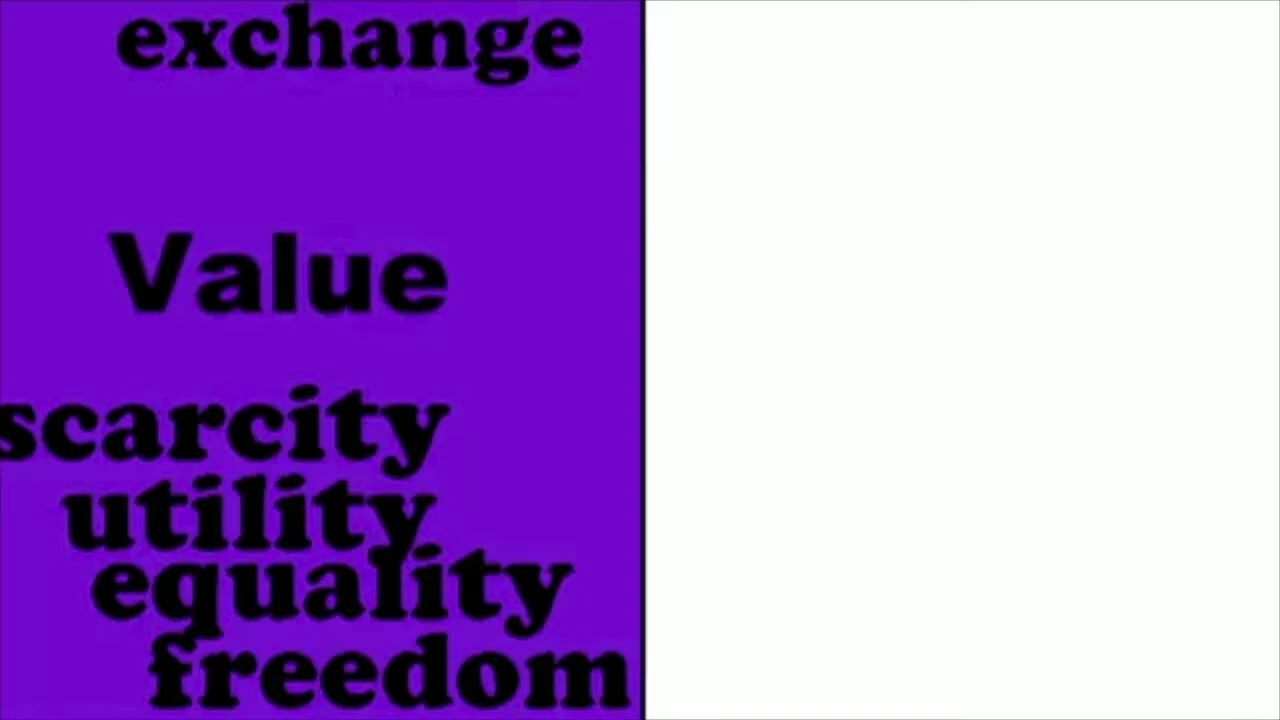 exchange
Value
scarcity
utility
equality
freedom